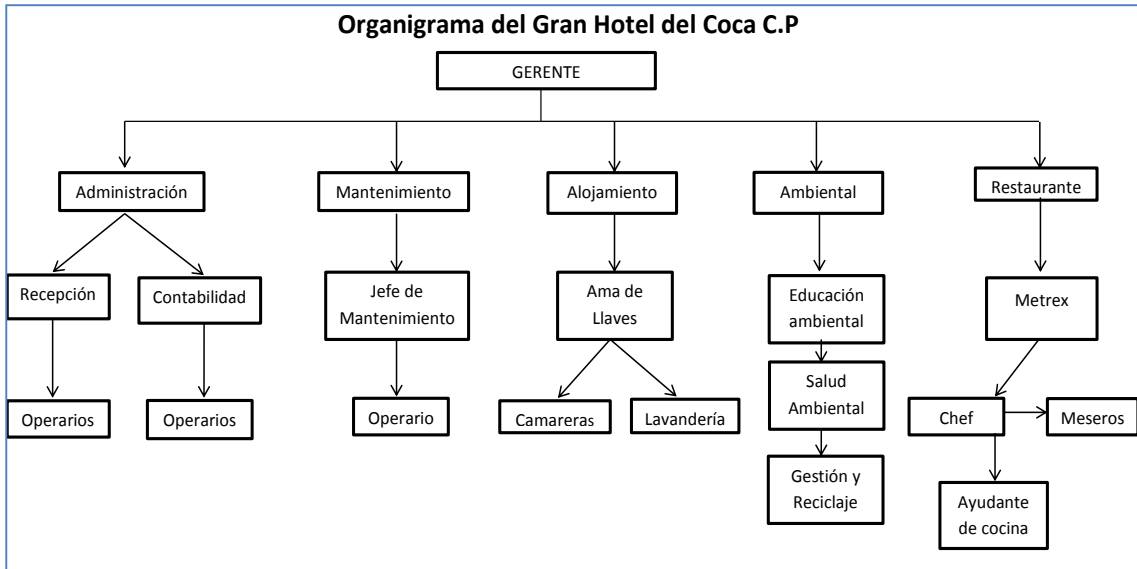 Organigrama del Gran Hotel del Coca C.P
GERENTE
Administración
Mantenimiento
Alojamiento
Ambiental
Restaurante
Recepción
Contabilidad
Jefe de
Mantenimiento
Ama de
Llaves
Educación
ambiental
Metrex
Operarios
Operarios
Operario
Camareras
Lavandería
Salud
Ambiental
Chef
Meseros
Gestión y
Reciclaje
Ayudante
de cocina